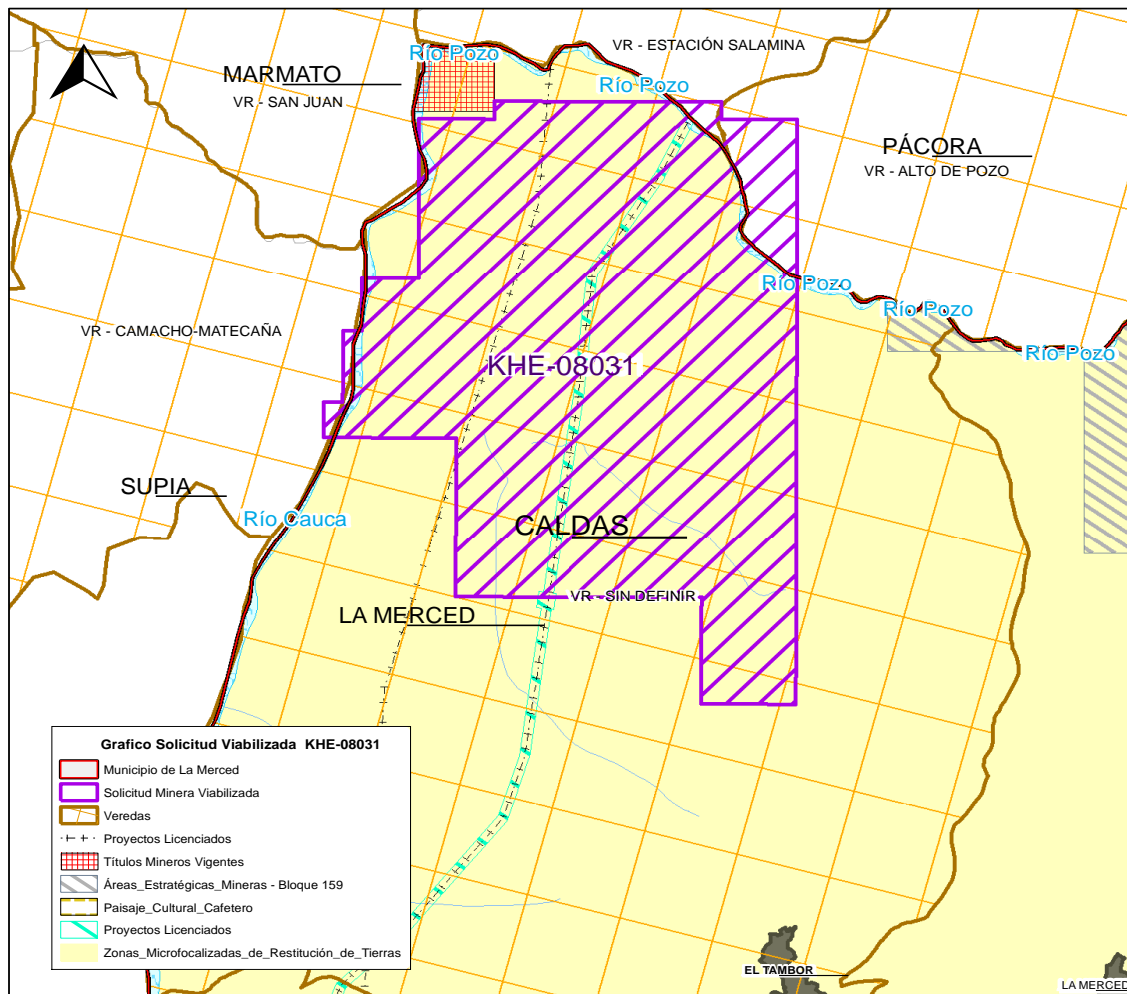 VR - ESTACIÓN SALAMINA
Río Pozo
MARMATO
VR - SAN JUAN
Río Pozo
PÁCORA
VR - ALTO DE POZO
Río Pozo
Río Pozo
VR - CAMACHO-MATECAÑA
Río Pozo
KHE-08031
SUPIA
Río Cauca
CALDAS
VR - SIN DEFINIR
LA MERCED
Grafico Solicitud Viabilizada KHE-08031
Municipio de La Merced
Solicitud Minera Viabilizada
Veredas
Proyectos Licenciados
Títulos Mineros Vigentes
Áreas_Estratégicas_Mineras - Bloque 159
Paisaje_Cultural_Cafetero
Proyectos Licenciados
Zonas_Microfocalizadas_de_Restitución_de_Tierras
EL TAMBOR
LA MERCED